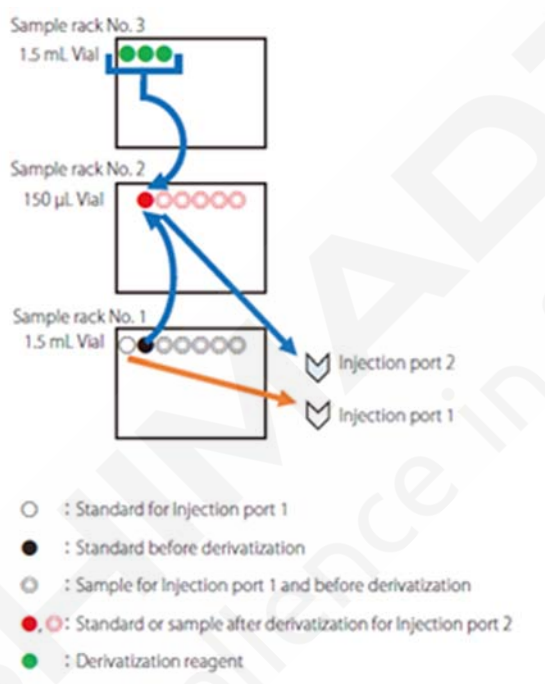 Sample rack No. 3
1.5 mL Vial
Sample rack No. 2
150 µL Vial
Sample rack No. 1
1.5 mL Vial
Injection port 2
Injection port 1
: Standard for Injection port 1
: Standard before derivatization
: Sample for Injection port 1 and before derivatization
: Standard or sample after derivatization for Injection port 2
: Derivatization reagent